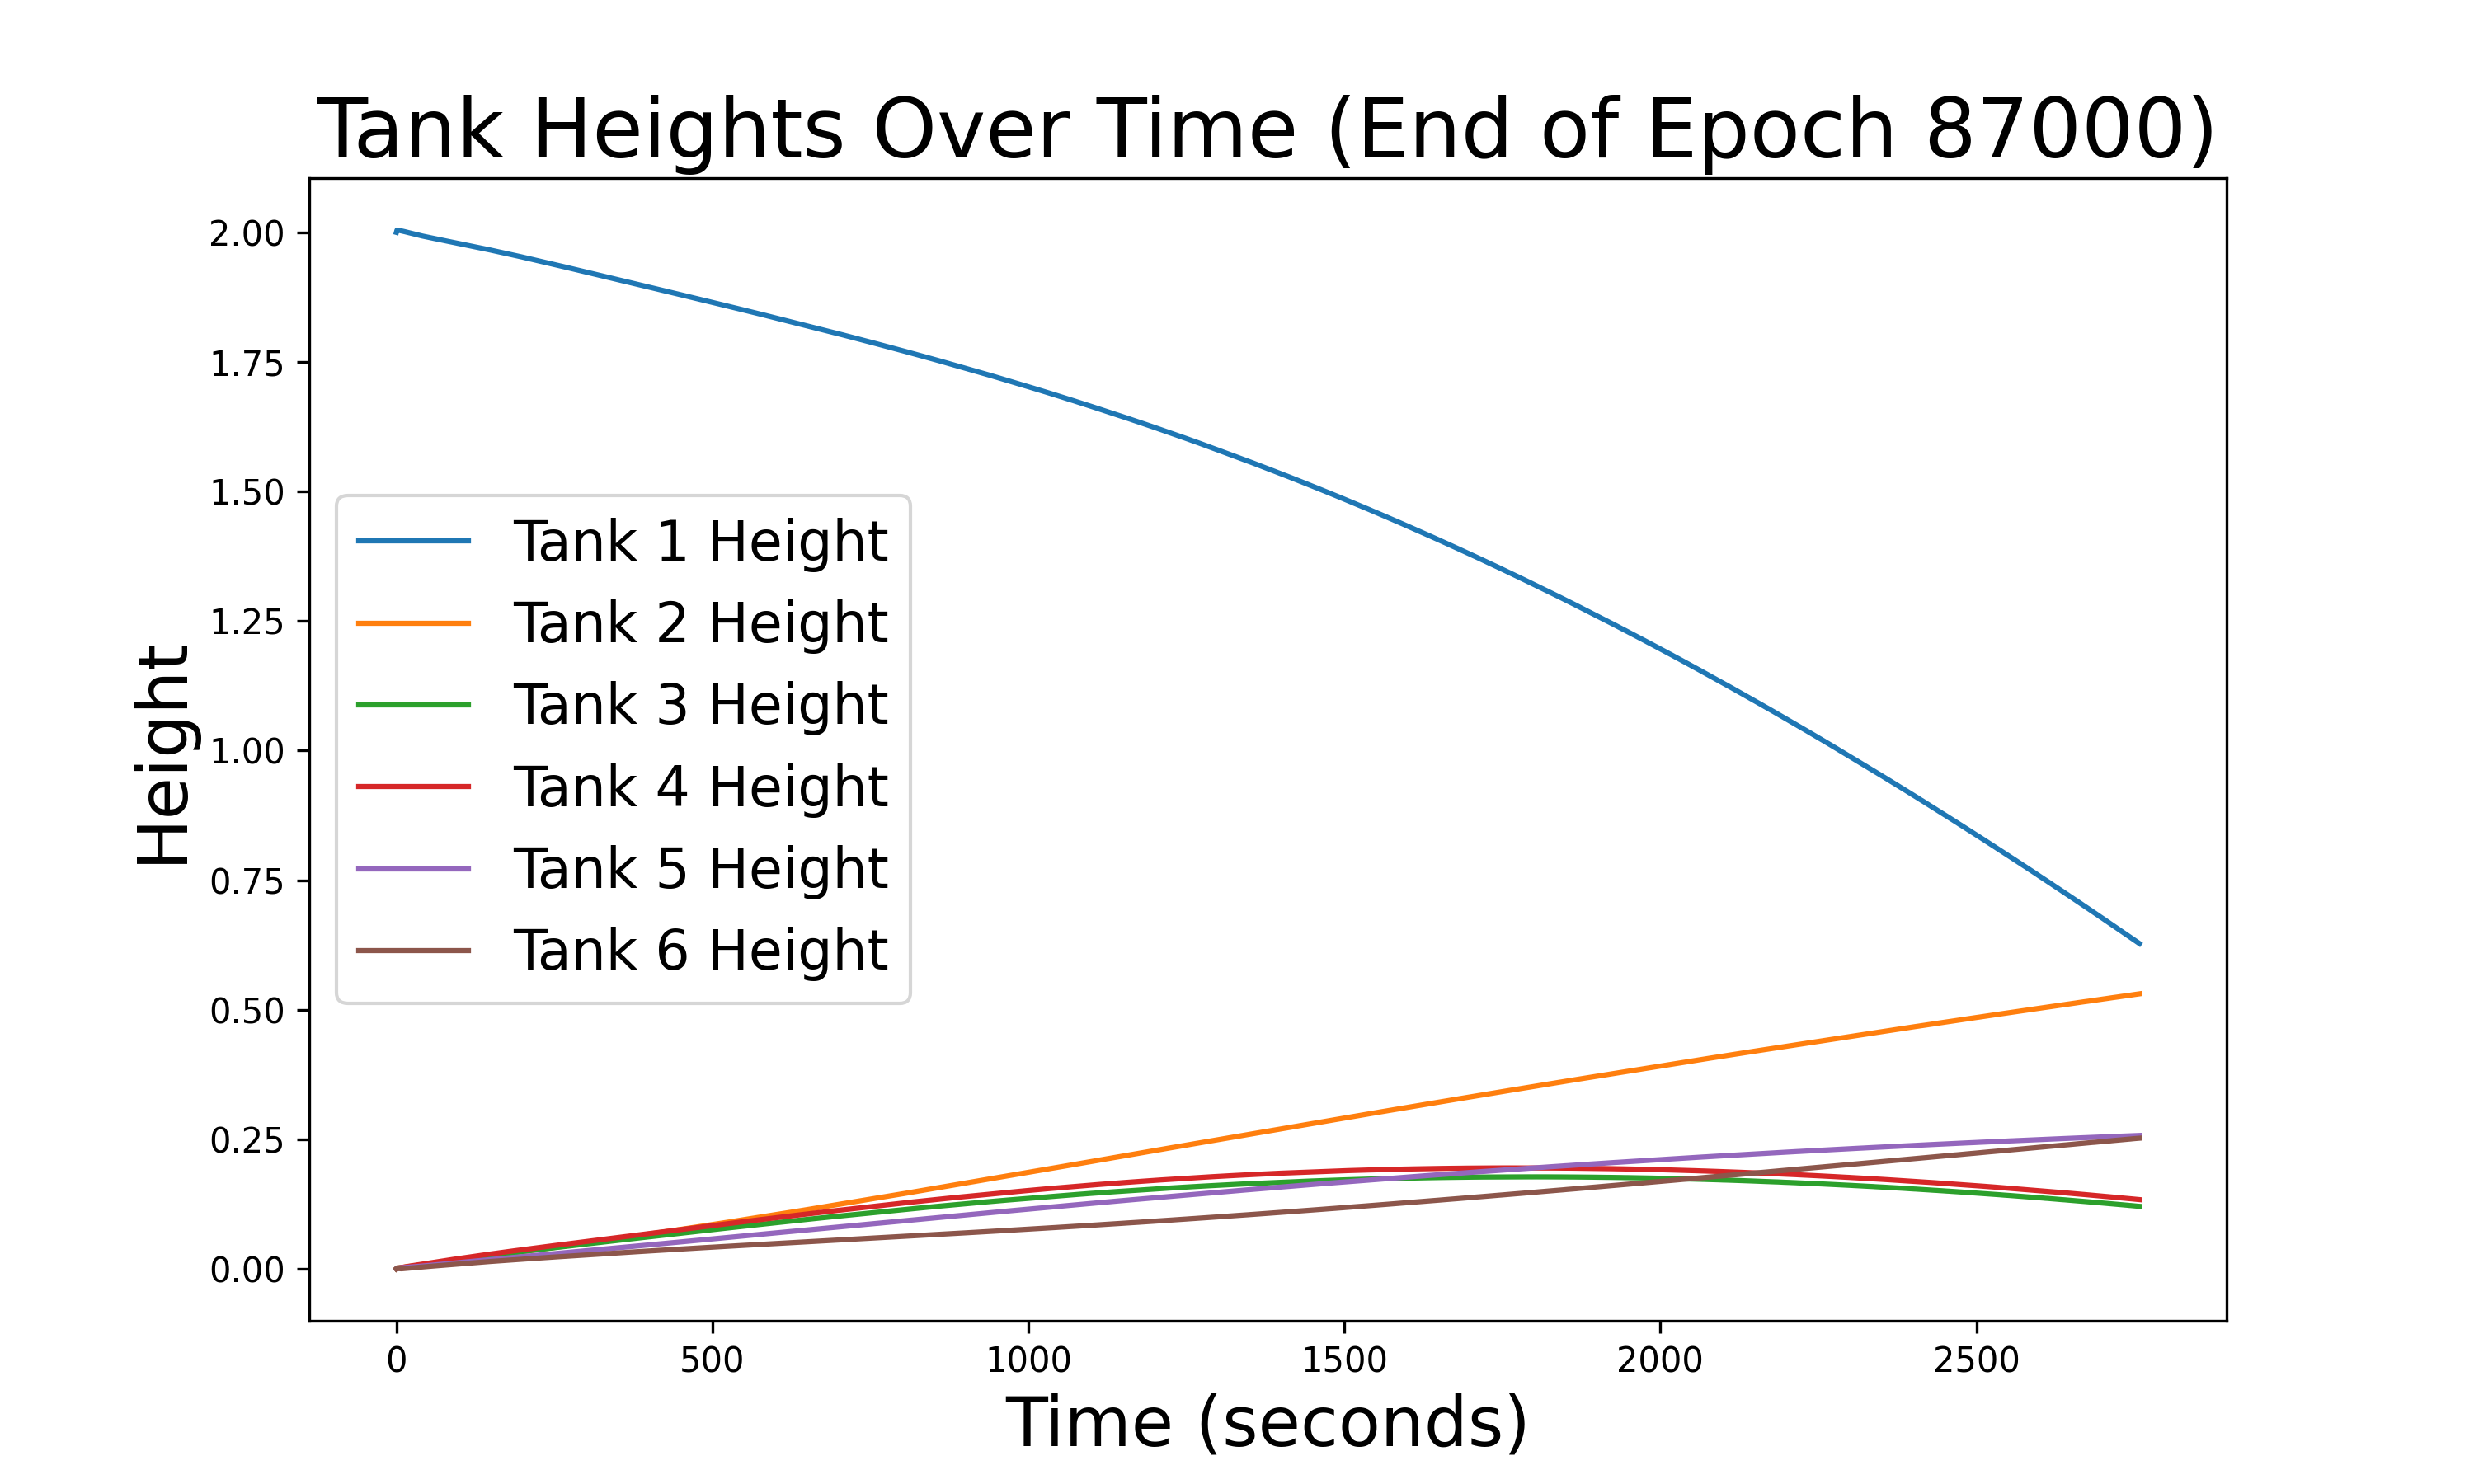 Tank Heights Over Time (End of Epoch 87000)
Height
2.00
1.75
1.50
1.25
1.00
0.75
0.50
0.25
0.00
Tank 1 Height
Tank 2 Height
Tank 3 Height
Tank 4 Height
Tank 5 Height
Tank 6 Height
0 500 1000 1500 2000 2500
Time (seconds)